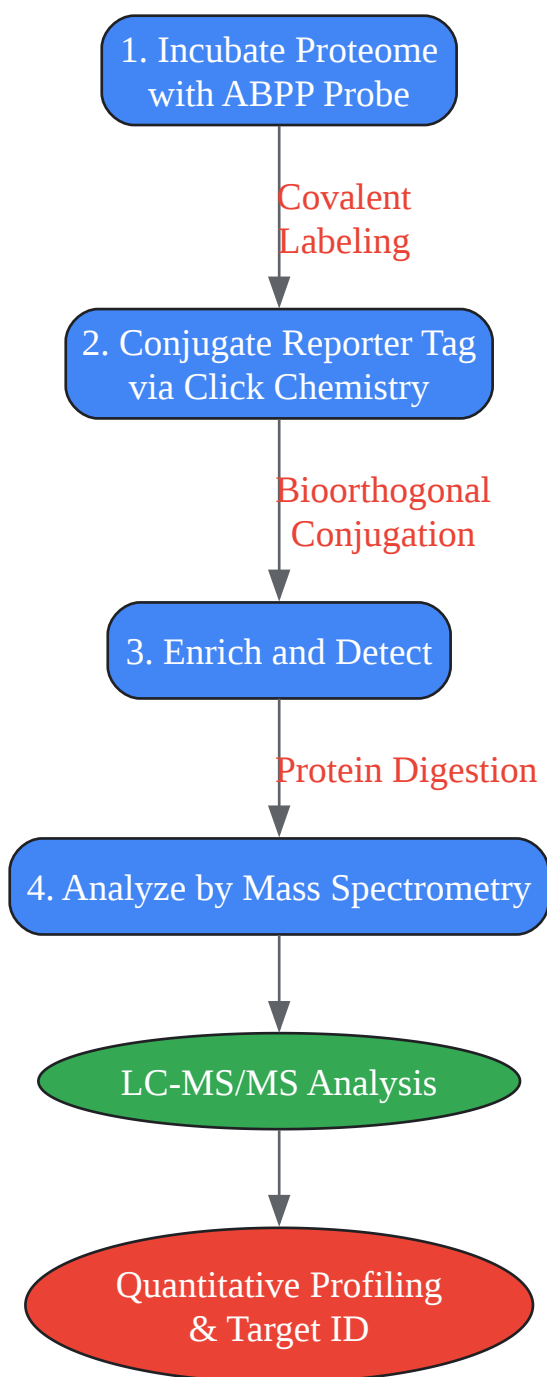 1. Incubate Proteome
with ABPP Probe
Covalent
Labeling
2. Conjugate Reporter Tag
via Click Chemistry
Bioorthogonal
Conjugation
3. Enrich and Detect
Protein Digestion
4. Analyze by Mass Spectrometry
LC-MS/MS Analysis
Quantitative Profiling
& Target ID